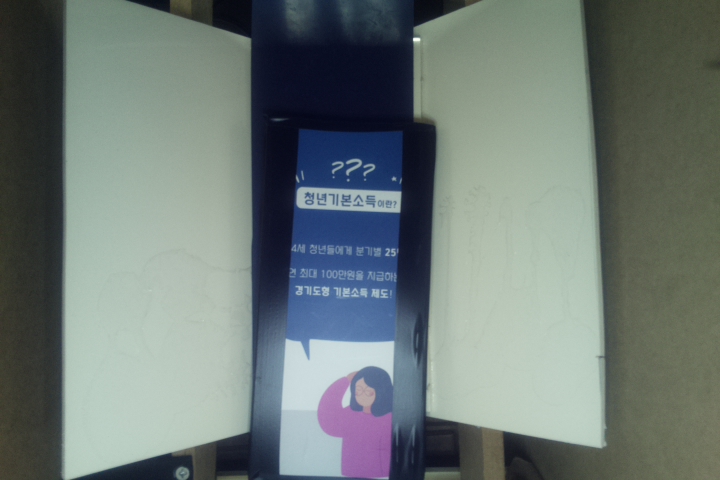 ???
청년기본소득이란?
4세 청년들에게 분기별 25
최대 100만원을 지급하는
경기도형 기본소득 제도!